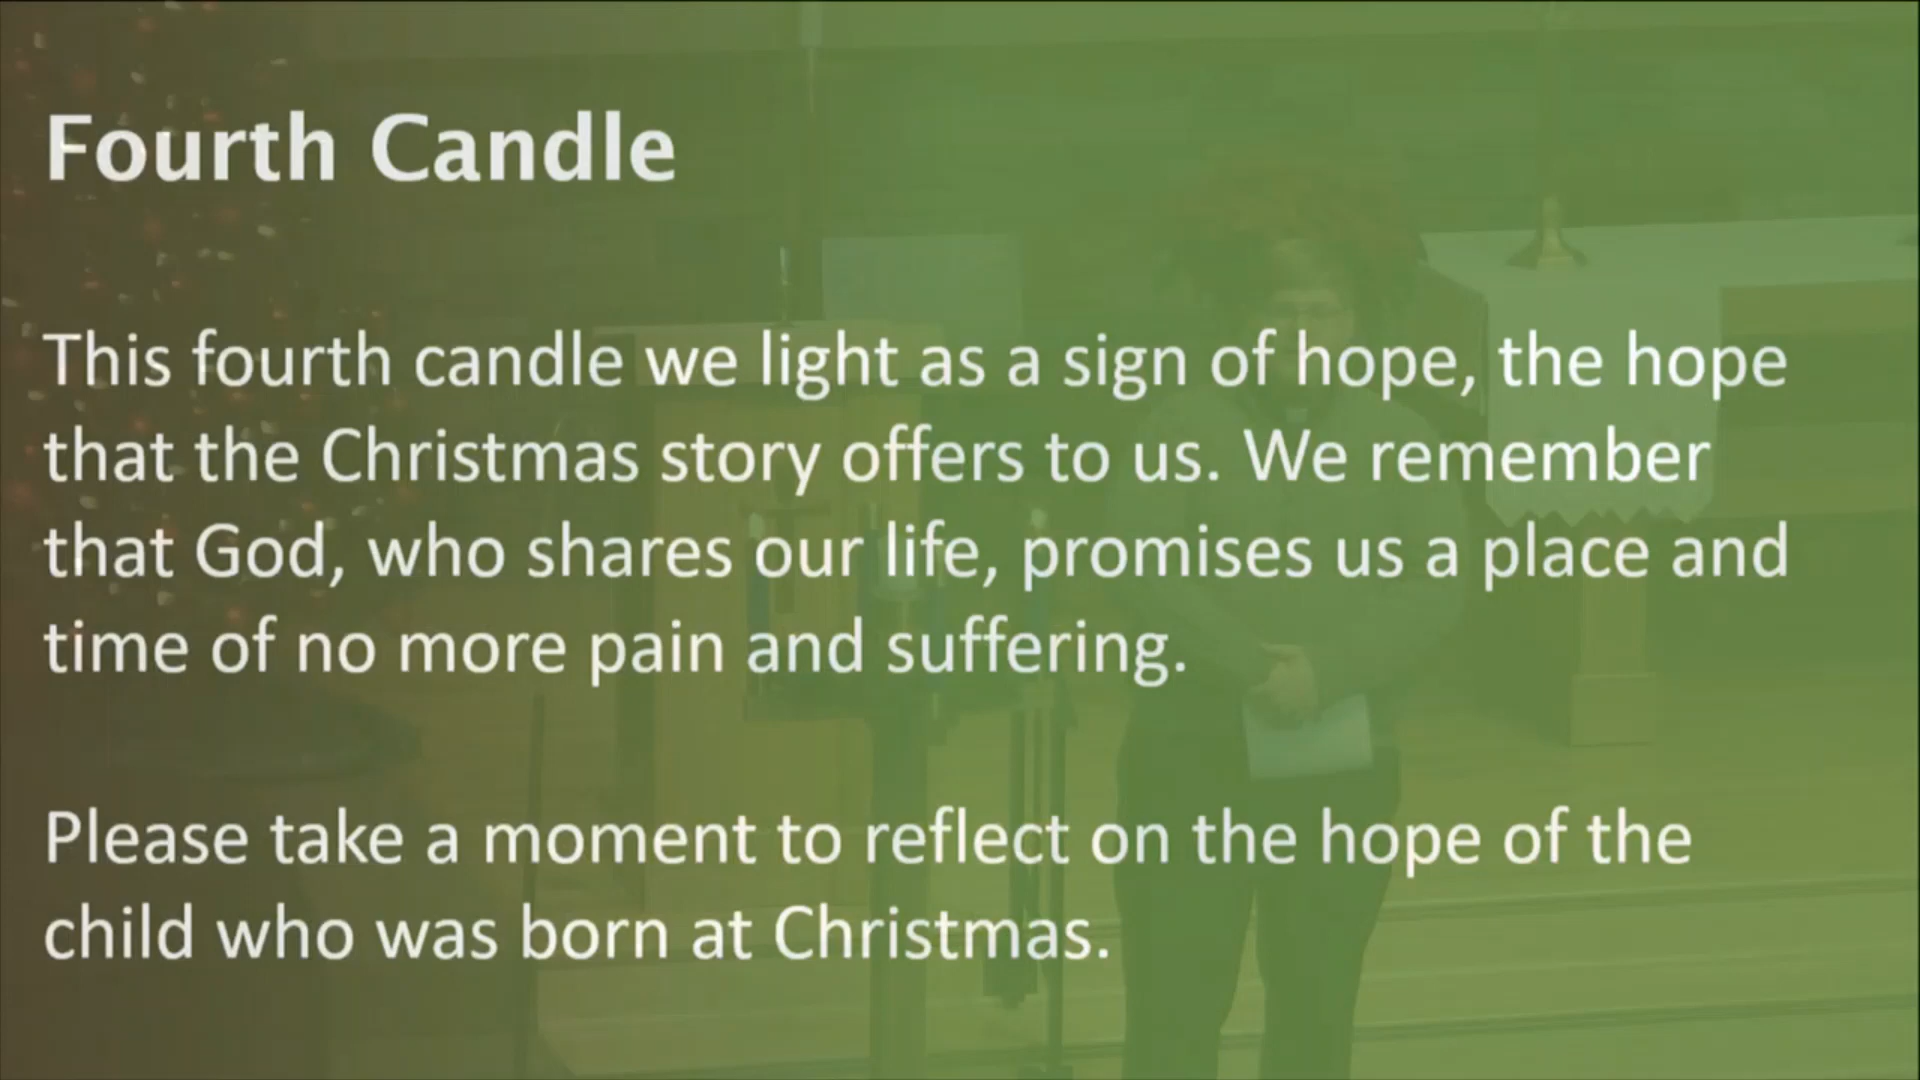 Fourth Candle
This fourth candle we light as a sign of hope, the hope
that the Christmas story offers to us. We remember
that God, who shares our life, promises us a place and
time of no more pain and suffering.
Please take a moment to reflect on the hope of the
child who was born at Christmas.